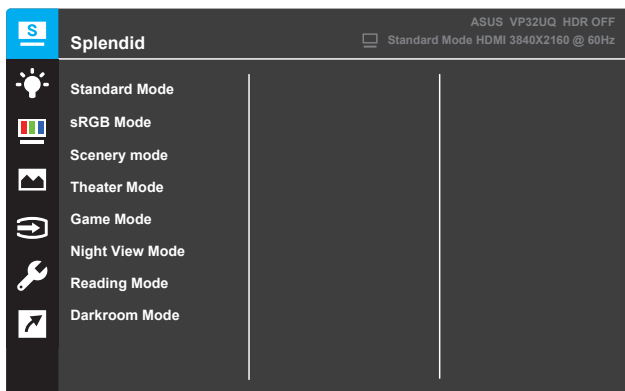 S
ASUS VP32UQ HDR OFF
Splendid
Standard Mode HDMI 3840X2160 @ 60Hz
Standard Mode
sRGB Mode
Scenery mode
Theater Mode
Game Mode
Night View Mode
Reading Mode
Darkroom Mode